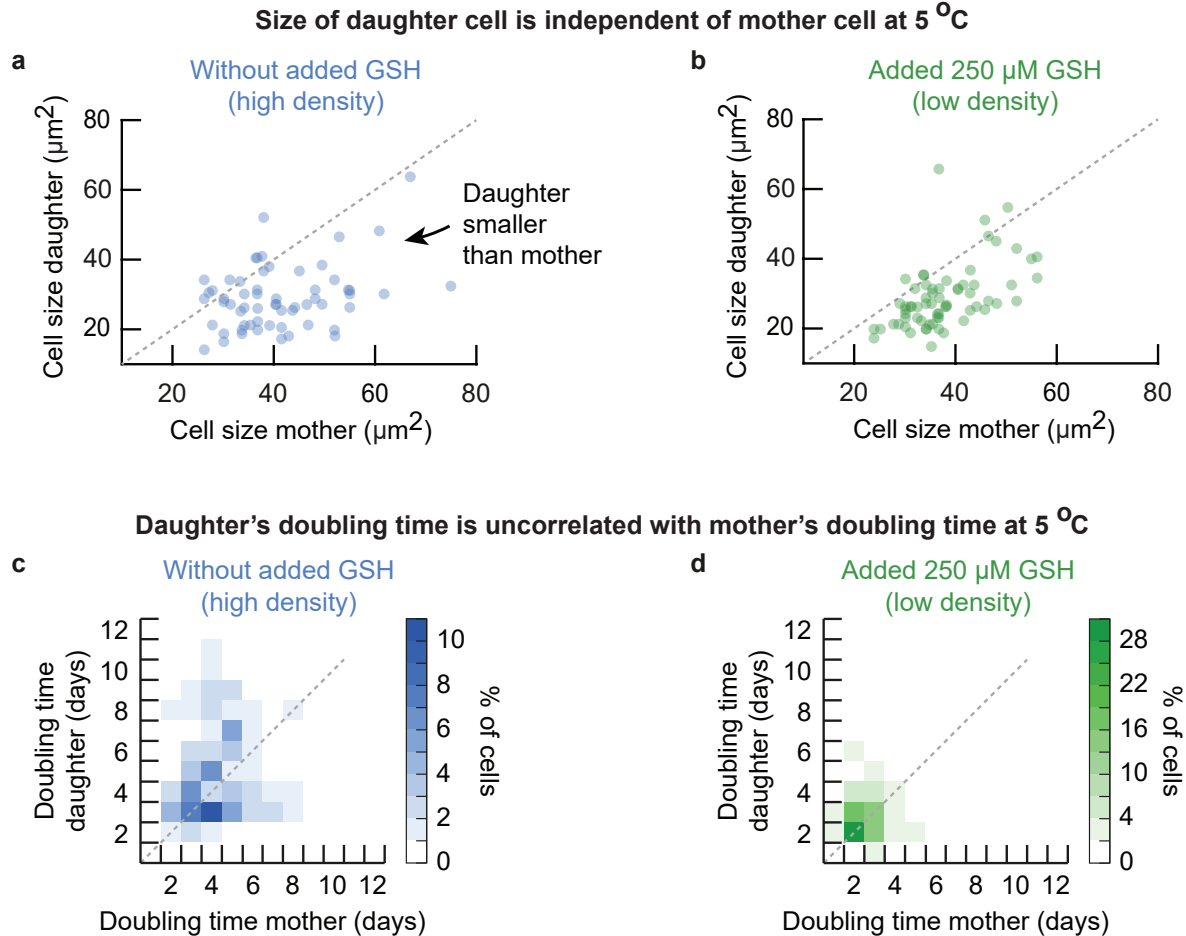 Size of daughter cell is independent of mother cell at 5 ºC
a
Without added GSH
(high density)
Cell size daughter (µm²)
80
60
40
20
20 40 60 80
Cell size mother (µm²)
Daughter
smaller
than mother
b
Added 250 µM GSH
(low density)
Cell size daughter (µm²)
80
60
40
20
20 40 60 80
Cell size mother (µm²)
Daughter’s doubling time is uncorrelated with mother’s doubling time at 5 ºC
c
Without added GSH
(high density)
Doubling time
daughter (days)
12
10
8
6
4
2
2 4 6 8 10 12
Doubling time mother (days)
10
8
6
4
2
0
% of cells
d
Added 250 µM GSH
(low density)
Doubling time
daughter (days)
12
10
8
6
4
2
2 4 6 8 10 12
Doubling time mother (days)
28
22
16
10
4
0
% of cells